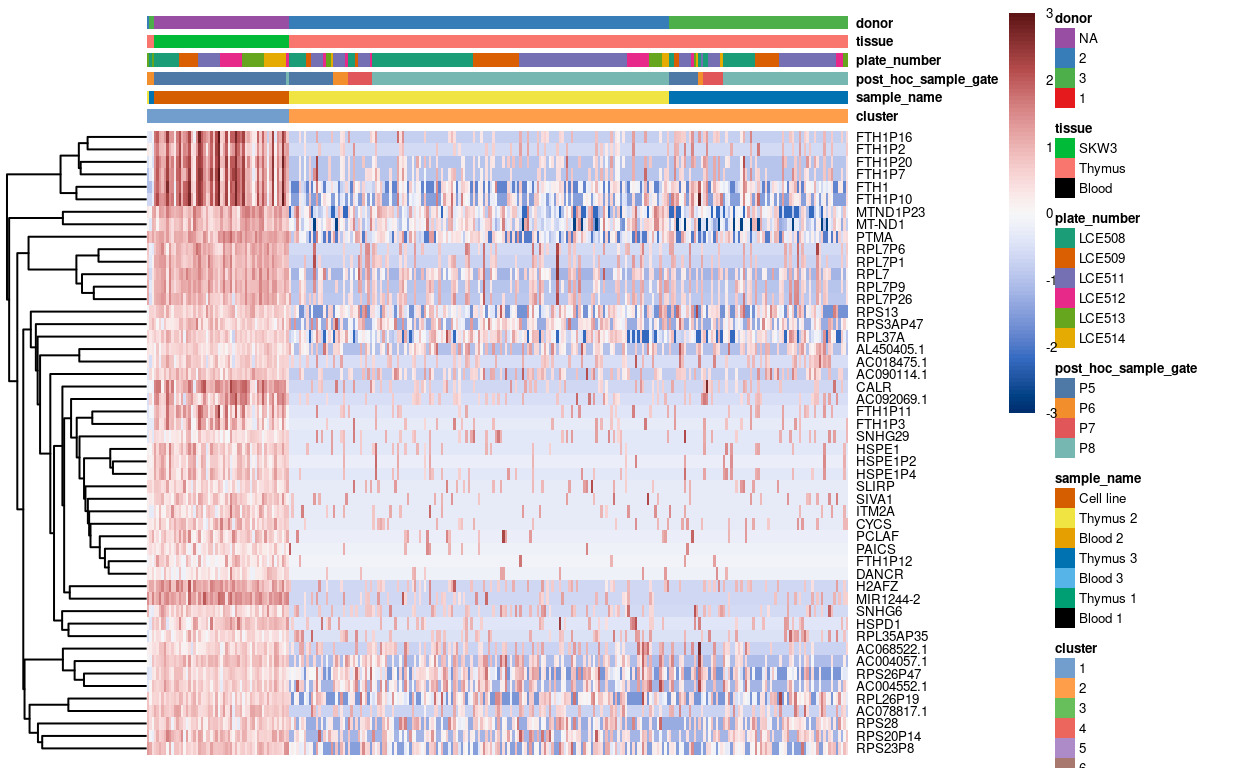 donor
tissue
plate_number
post_hoc_sample_gate
sample_name
cluster
FTH1P16
FTH1P2
FTH1P20
FTH1P7
FTH1
FTH1P10
MTND1P23
MT-ND1
PTMA
RPL7P6
RPL7P1
RPL7
RPL7P9
RPL7P26
RPS13
RPS3AP47
RPL37A
AL450405.1
AC018475.1
AC090114.1
CALR
AC092069.1
FTH1P11
FTH1P3
SNHG29
HSPE1
HSPE1P2
HSPE1P4
SLIRP
SIVA1
ITM2A
CYCS
PCLAF
PAICS
FTH1P12
DANCR
H2AFZ
MIR1244-2
SNHG6
HSPD1
RPL35AP35
AC068522.1
AC004057.1
RPS26P47
AC004552.1
RPL26P19
AC078817.1
RPS28
RPS20P14
RPS23P8
3
2
1
0
-1
-2
-3
donor
NA
2
3
1
tissue
SKW3
Thymus
Blood
plate_number
LCE508
LCE509
LCE511
LCE512
LCE513
LCE514
post_hoc_sample_gate
P5
P6
P7
P8
sample_name
Cell line
Thymus 2
Blood 2
Thymus 3
Blood 3
Thymus 1
Blood 1
cluster
1
2
3
4
5
6